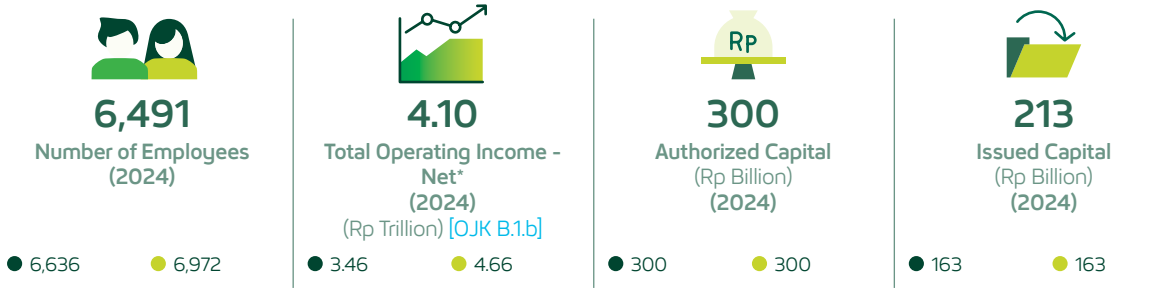 Rp
6,491
Number of Employees
(2024)
6,636
6,972
4.10
Total Operating Income -
Net*
(2024)
(Rp Trillion) [OJK B.1.b]
3.46
4.66
300
Authorized Capital
(Rp Billion)
(2024)
300
300
213
Issued Capital
(Rp Billion)
(2024)
163
163